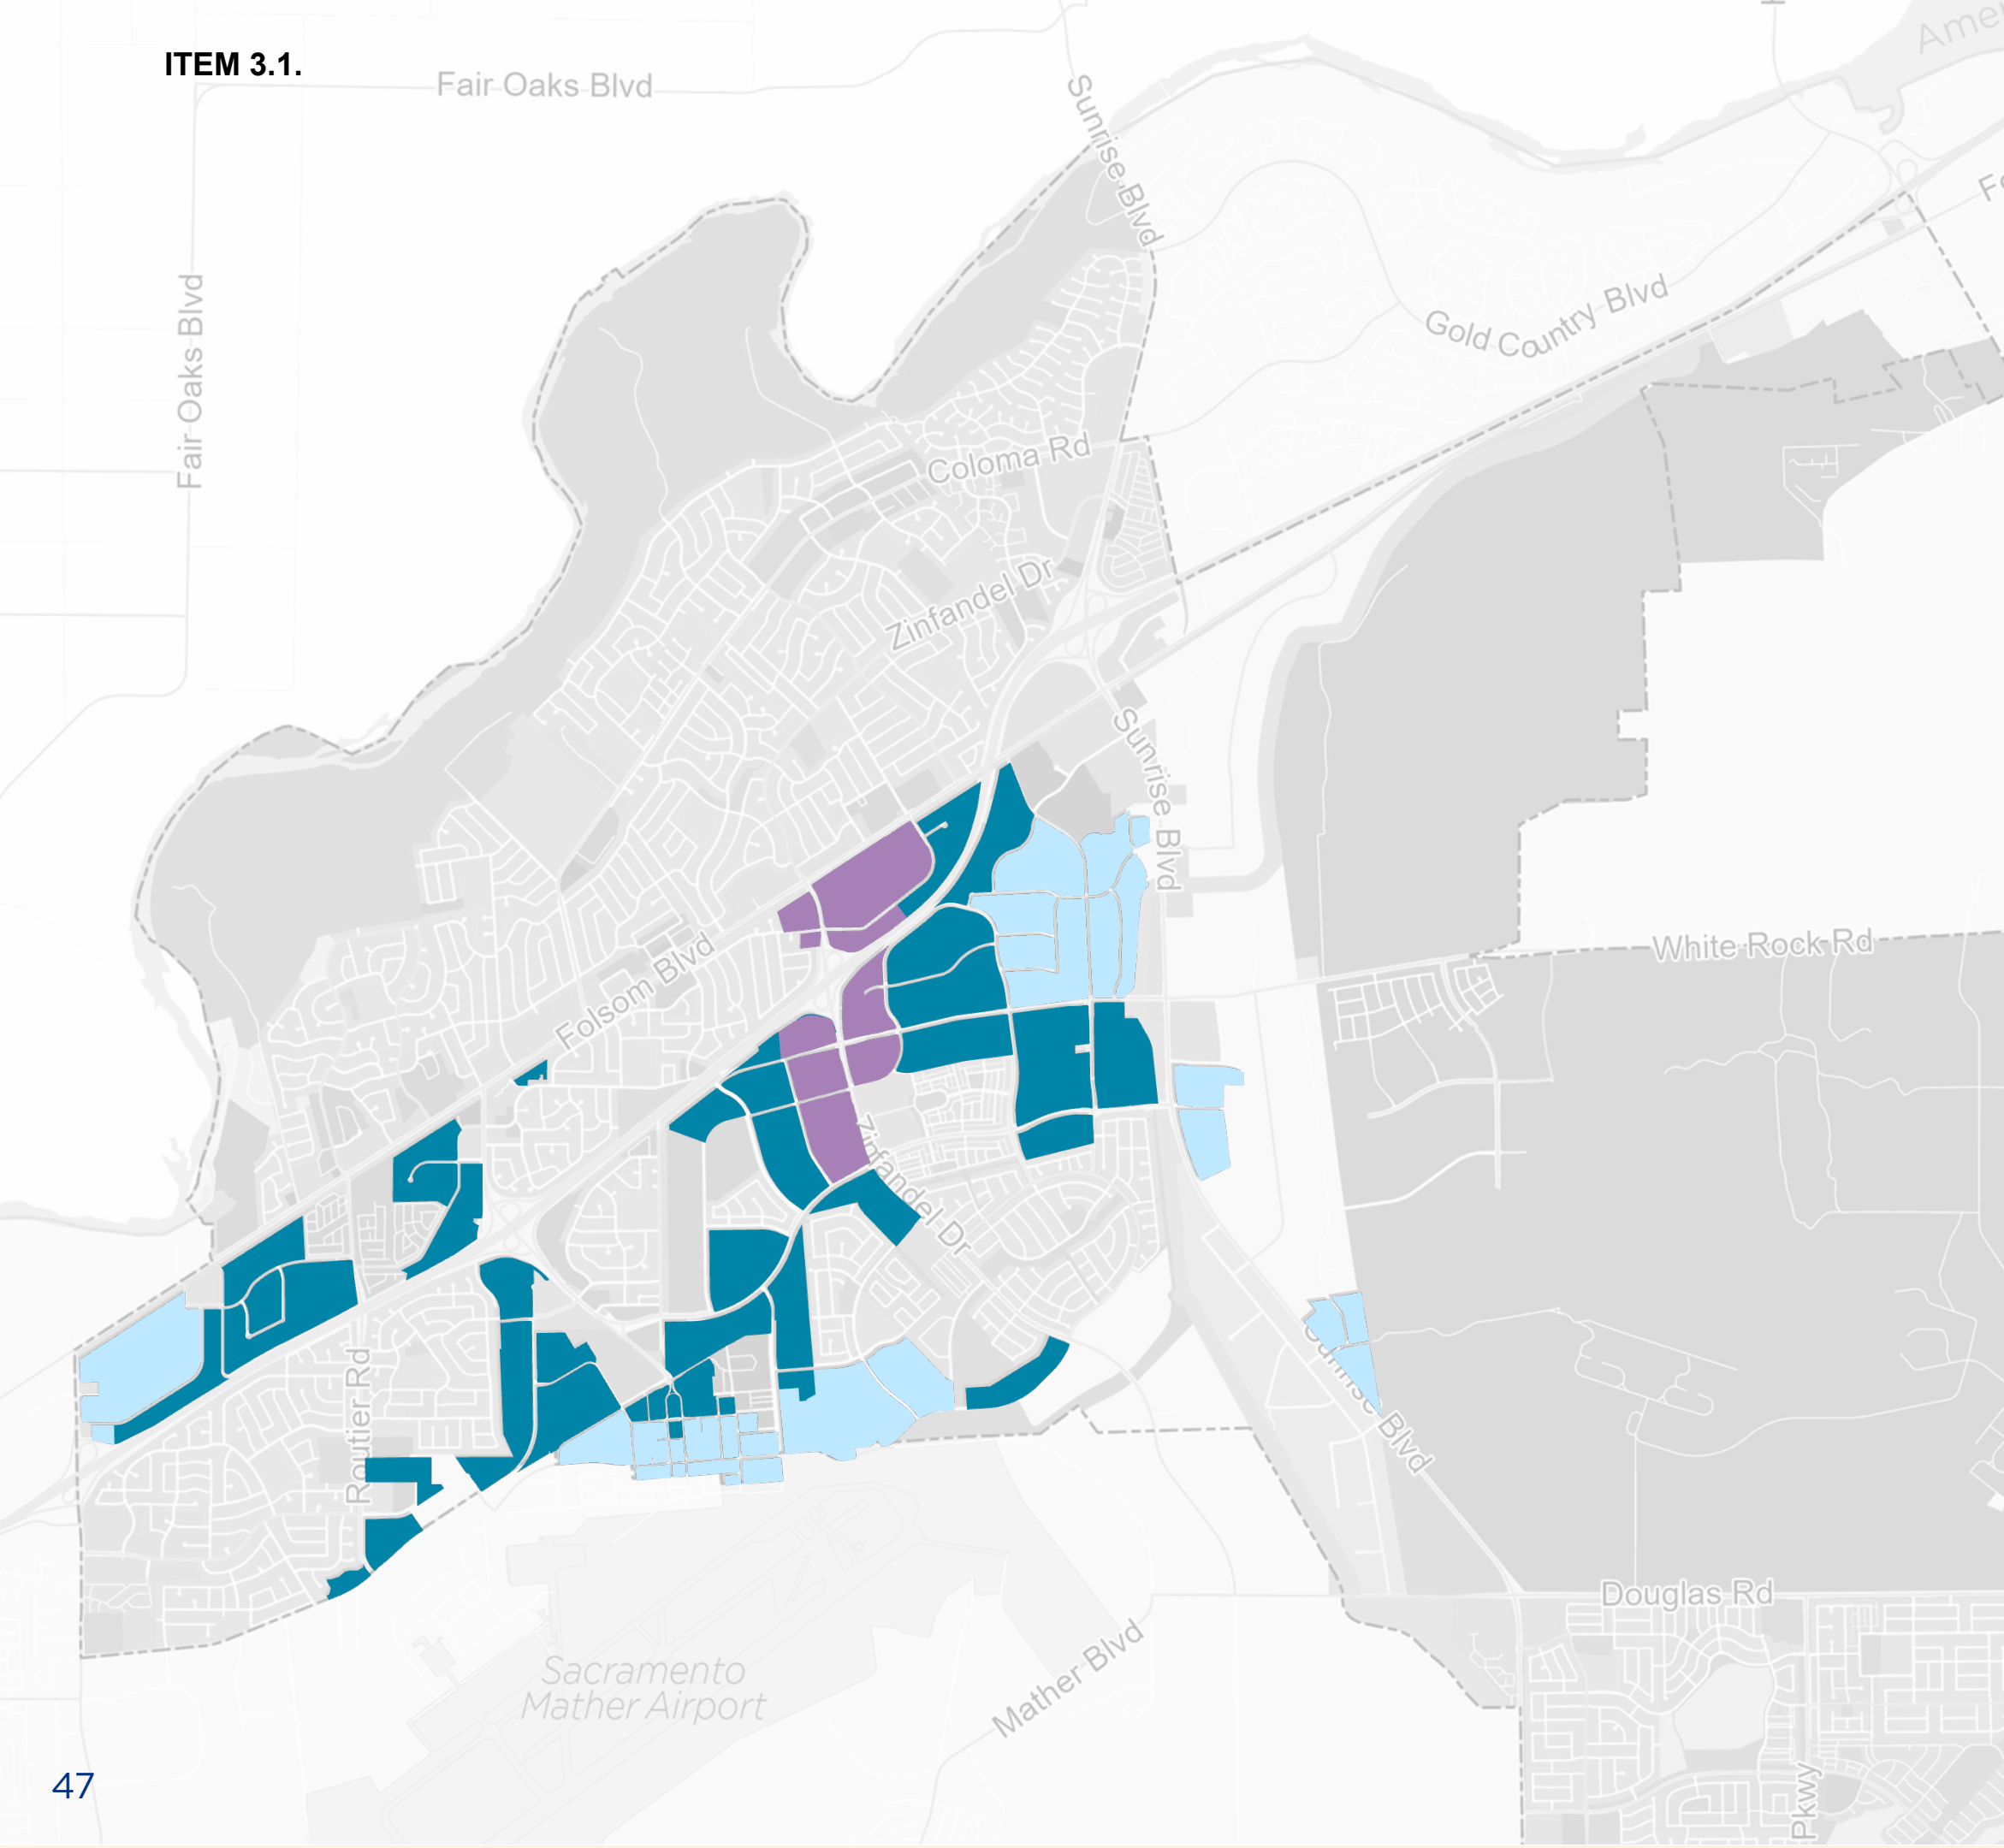 ITEM 3.1.
Fair Oaks Blvd
Sunrise Blvd
Fair Oaks Blvd
Gold Country Blvd
Coloma Rd
Zinfandel Dr
Sunrise Blvd
White Rock Rd
Folsom Blvd
Zinfandel Dr
Routier Rd
Sunrise Blvd
Douglas Rd
Sacramento
Mather Airport
Mather Blvd
Pkwy
47